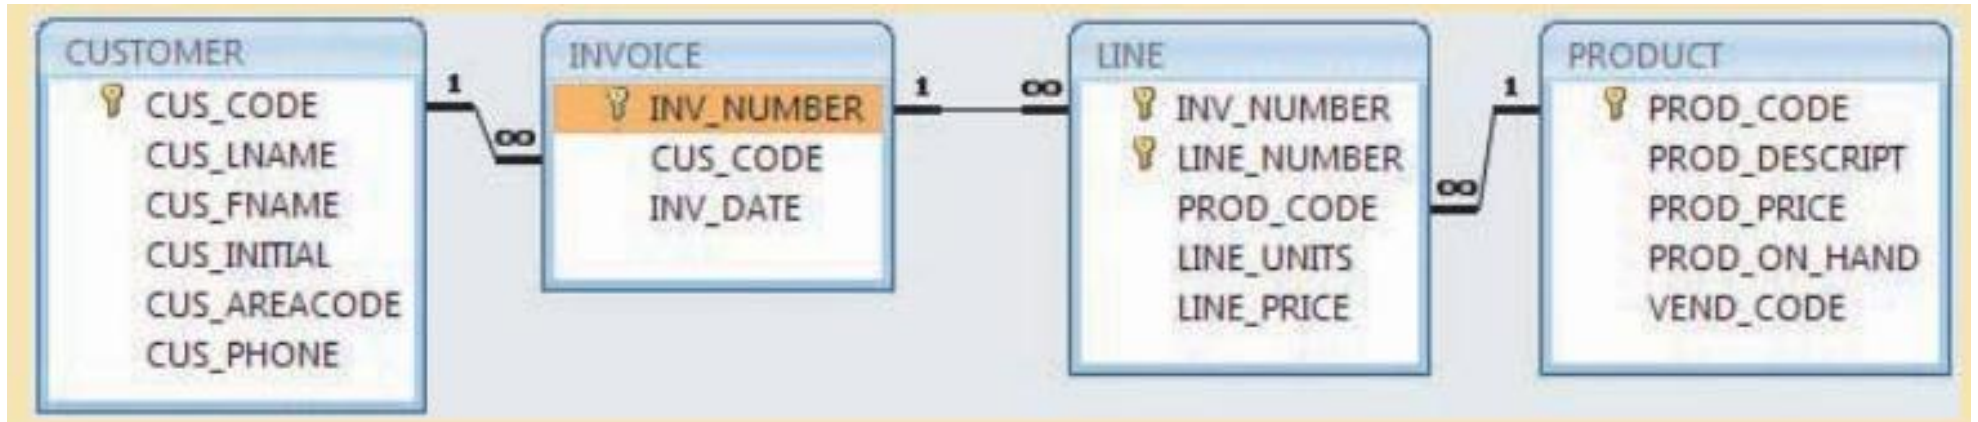 CUSTOMER
CUS_CODE
CUS_LNAME
CUS_FNAME
CUS_INITIAL
CUS_AREACODE
CUS_PHONE
1
∞
INVOICE
INV_NUMBER
CUS_CODE
INV_DATE
1
∞
LINE
INV_NUMBER
LINE_NUMBER
PROD_CODE
LINE_UNITS
LINE_PRICE
∞
1
PRODUCT
PROD_CODE
PROD_DESCRIPT
PROD_PRICE
PROD_ON_HAND
VEND_CODE